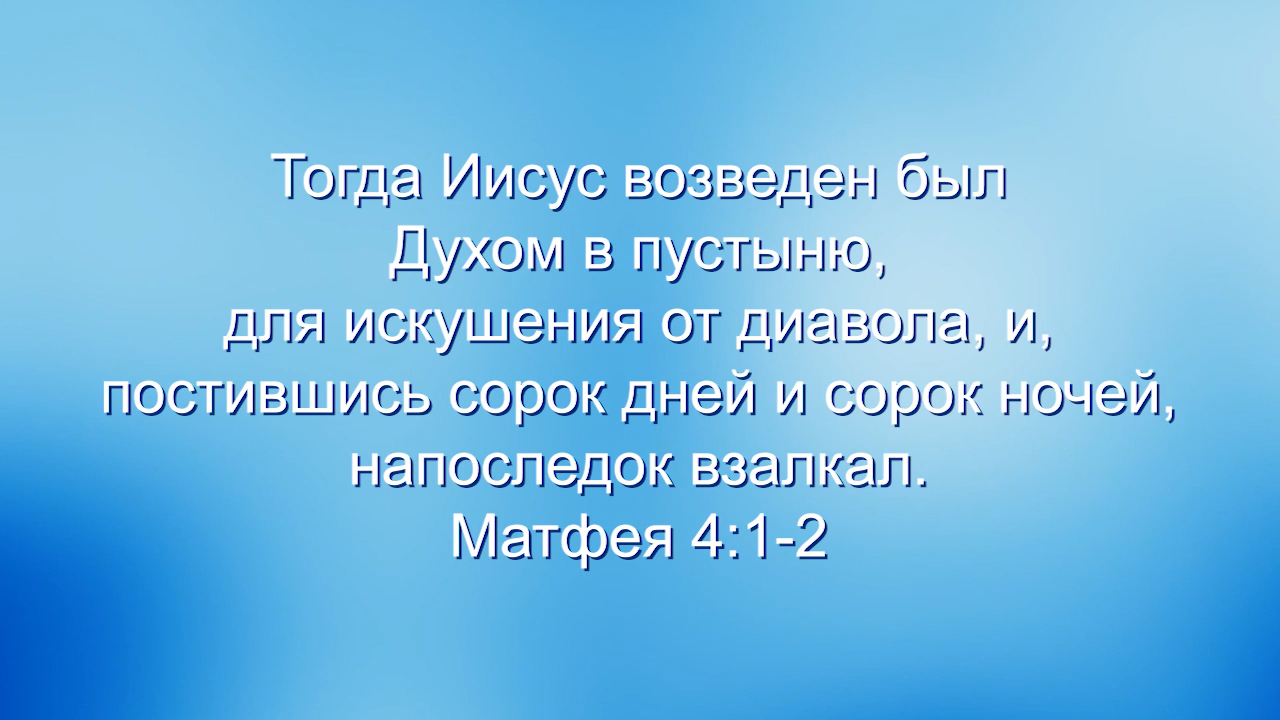 Тогда Иисус возведен был
Духом в пустыню,
для искушения от диавола, и,
постившись сорок дней и сорок ночей,
напоследок взалкал.
Матфея 4:1-2